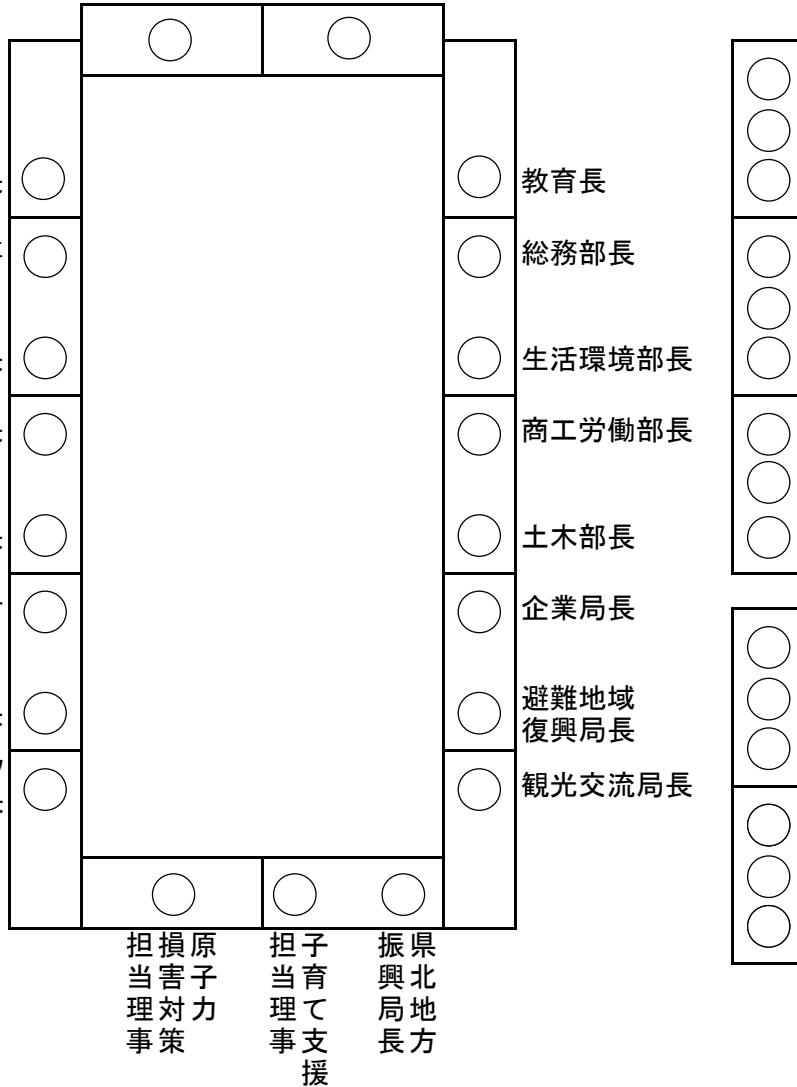 教育長
総務部長
生活環境部長
商工労働部長
土木部長
企業局長
避難地域
復興局長
観光交流局長
原子力
損害対策
担当理事
子育て支援
担当理事
県北地方
振興局長